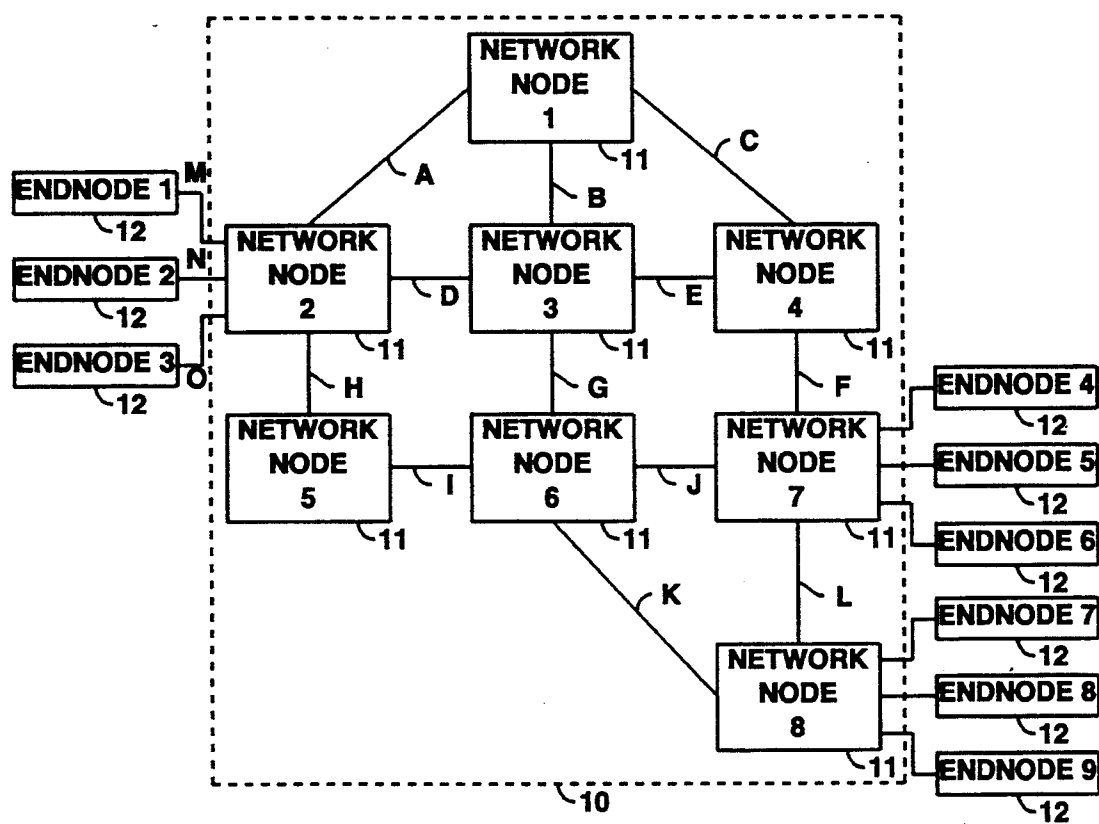 NETWORK
NODE
1
11
A
B
C
M
ENDNODE 1
12
N
ENDNODE 2
12
ENDNODE 3
O
12
NETWORK
NODE
2
11
D
NETWORK
NODE
3
11
E
NETWORK
NODE
4
11
H
G
F
NETWORK
NODE
5
11
I
NETWORK
NODE
6
11
J
NETWORK
NODE
7
11
ENDNODE 4
12
ENDNODE 5
12
ENDNODE 6
12
K
L
NETWORK
NODE
8
11
ENDNODE 7
12
ENDNODE 8
12
ENDNODE 9
12
10